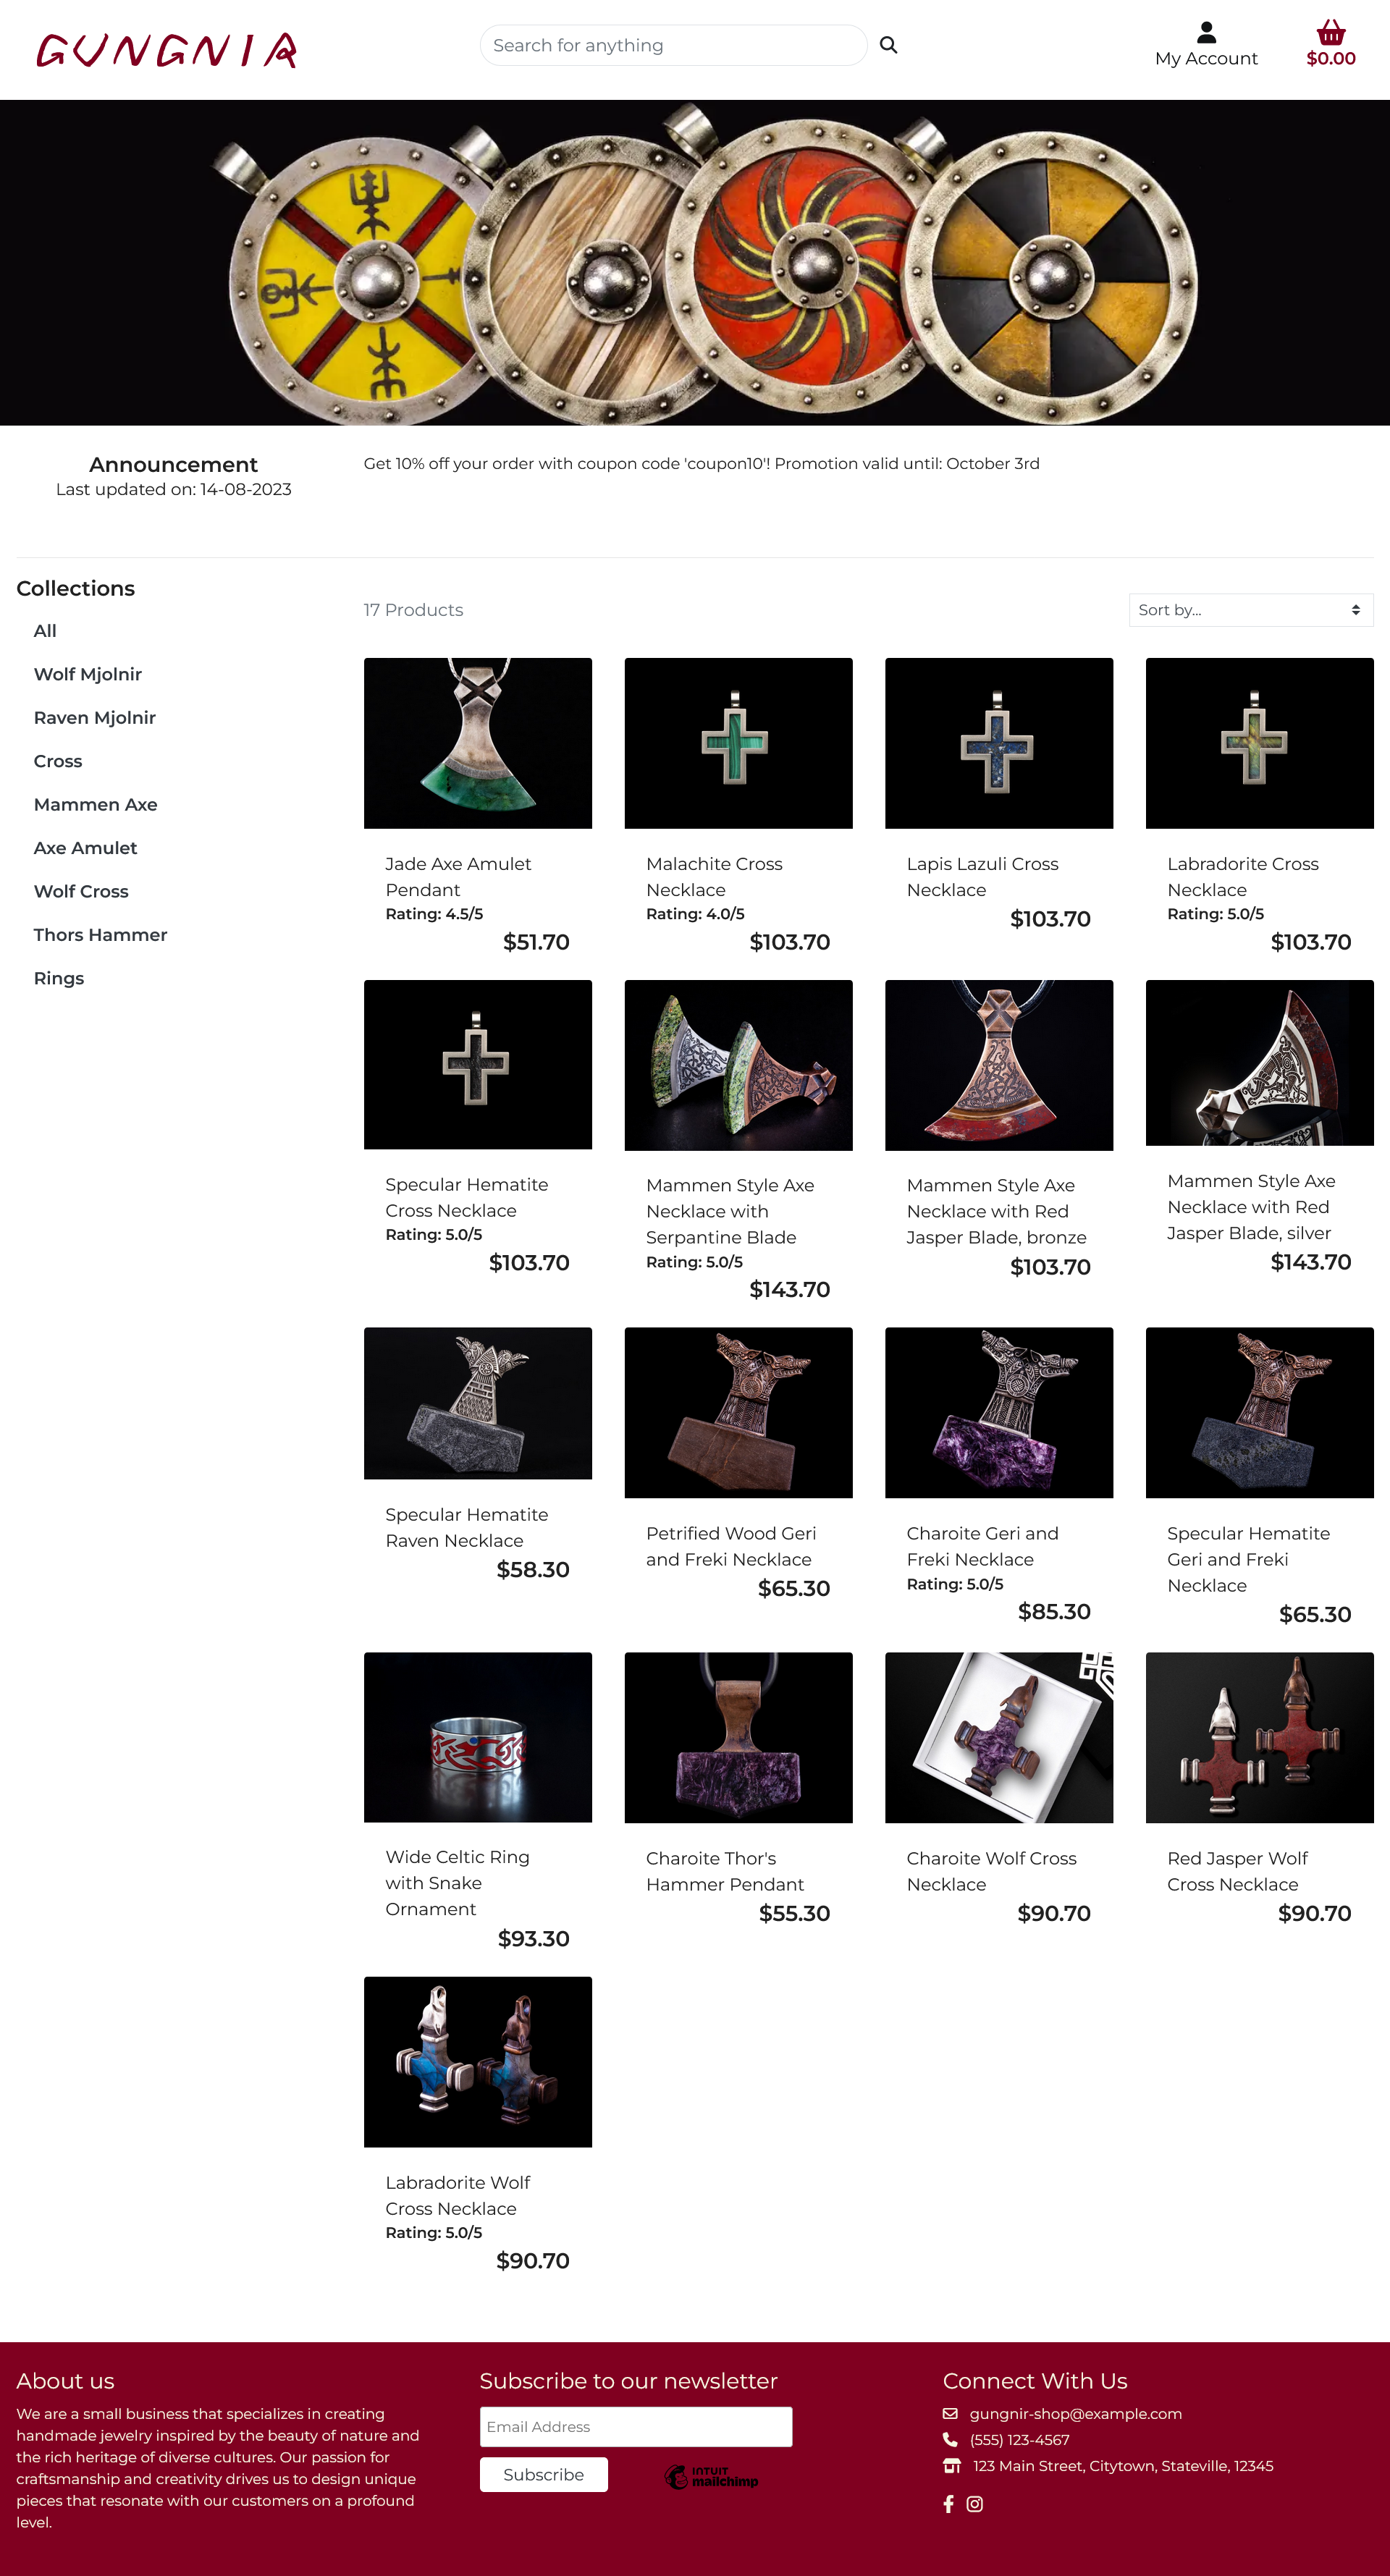 GUNGNIR
Search for anything
My Account
$0.00
Announcement
Last updated on: 14-08-2023
Get 10% off your order with coupon code 'coupon10'! Promotion valid until: October 3rd
Collections
All
Wolf Mjolnir
Raven Mjolnir
Cross
Mammen Axe
Axe Amulet
Wolf Cross
Thors Hammer
Rings
17 Products
Sort by...
Jade Axe Amulet
Pendant
Rating: 4.5/5
$51.70
Malachite Cross
Necklace
Rating: 4.0/5
$103.70
Lapis Lazuli Cross
Necklace
$103.70
Labradorite Cross
Necklace
Rating: 5.0/5
$103.70
Specular Hematite
Cross Necklace
Rating: 5.0/5
$103.70
Mammen Style Axe
Necklace with
Serpantine Blade
Rating: 5.0/5
$143.70
Mammen Style Axe
Necklace with Red
Jasper Blade, bronze
$103.70
Mammen Style Axe
Necklace with Red
Jasper Blade, silver
$143.70
Specular Hematite
Raven Necklace
$58.30
Petrified Wood Geri
and Freki Necklace
$65.30
Charoite Geri and
Freki Necklace
Rating: 5.0/5
$85.30
Specular Hematite
Geri and Freki
Necklace
$65.30
Wide Celtic Ring
with Snake
Ornament
$93.30
Charoite Thor's
Hammer Pendant
$55.30
Charoite Wolf Cross
Necklace
$90.70
Red Jasper Wolf
Cross Necklace
$90.70
Labradorite Wolf
Cross Necklace
Rating: 5.0/5
$90.70
About us
We are a small business that specializes in creating
handmade jewelry inspired by the beauty of nature and
the rich heritage of diverse cultures. Our passion for
craftsmanship and creativity drives us to design unique
pieces that resonate with our customers on a profound
level.
Subscribe to our newsletter
Email Address
Subscribe
INTUIT
mailchimp
Connect With Us
gungnir-shop@example.com
(555) 123-4567
123 Main Street, Citytown, Stateville, 12345